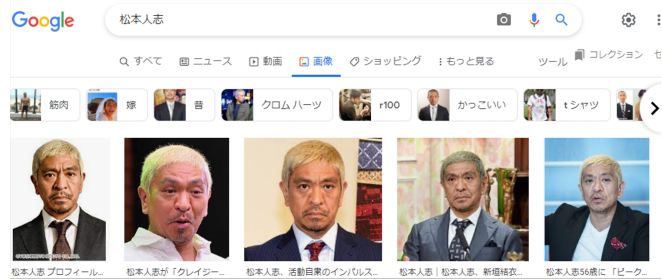 Google
松本人志
すべて
ニュース
動画
画像
ショッピング
もっと見る
ツール
コレクション
筋肉
嫁
昔
クロム ハーツ
r100
かっこいい
t シャツ
松本人志 プロフィール...
松本人志が「クレイジー...
松本人志、活動自粛のインパルス...
松本人志｜松本人志、新垣結衣...
松本人志56歳に 「ピーク...